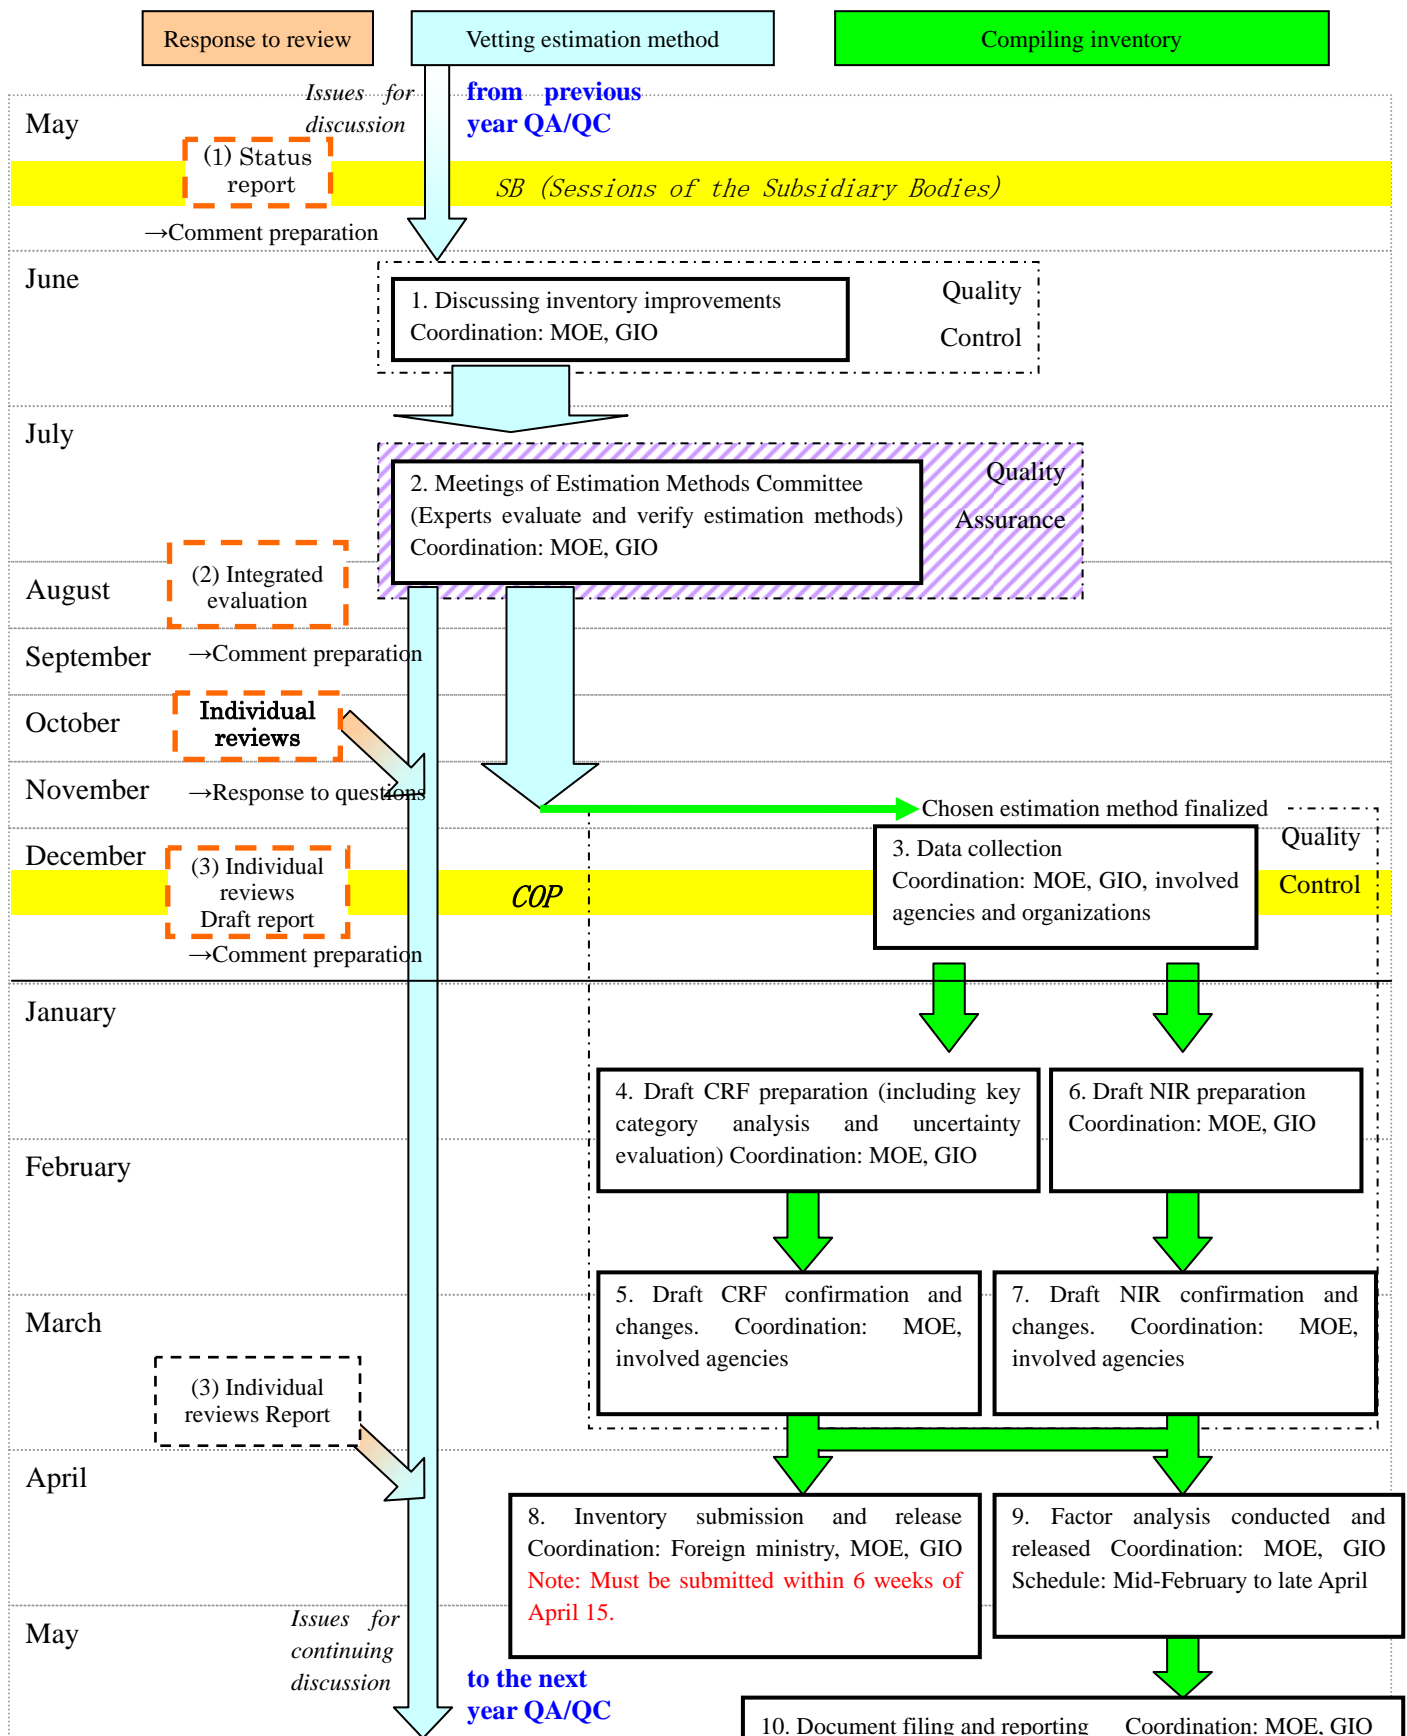 Response to review
Vetting estimation method
Compiling inventory
Issues for
discussion
from previous
year QA/QC
May
(1) Status
report
SB (Sessions of the Subsidiary Bodies)
→Comment preparation
June
1. Discussing inventory improvements
Coordination: MOE, GIO
Quality
Control
July
2. Meetings of Estimation Methods Committee
(Experts evaluate and verify estimation methods)
Coordination: MOE, GIO
Quality
Assurance
August
(2) Integrated
evaluation
September
→Comment preparation
October
Individual
reviews
November
→Response to questions
Chosen estimation method finalized
December
(3) Individual
reviews
Draft report
COP
3. Data collection
Coordination: MOE, GIO, involved
agencies and organizations
Quality
Control
→Comment preparation
January
4. Draft CRF preparation (including key
category analysis and uncertainty
evaluation) Coordination: MOE, GIO
6. Draft NIR preparation
Coordination: MOE, GIO
February
5. Draft CRF confirmation and
changes. Coordination: MOE,
involved agencies
7. Draft NIR confirmation and
changes. Coordination: MOE,
involved agencies
March
(3) Individual
reviews Report
April
8. Inventory submission and release
Coordination: Foreign ministry, MOE, GIO
Note: Must be submitted within 6 weeks of
April 15.
9. Factor analysis conducted and
released Coordination: MOE, GIO
Schedule: Mid-February to late April
May
Issues for
continuing
discussion
to the next
year QA/QC
10. Document filing and reporting Coordination: MOE, GIO